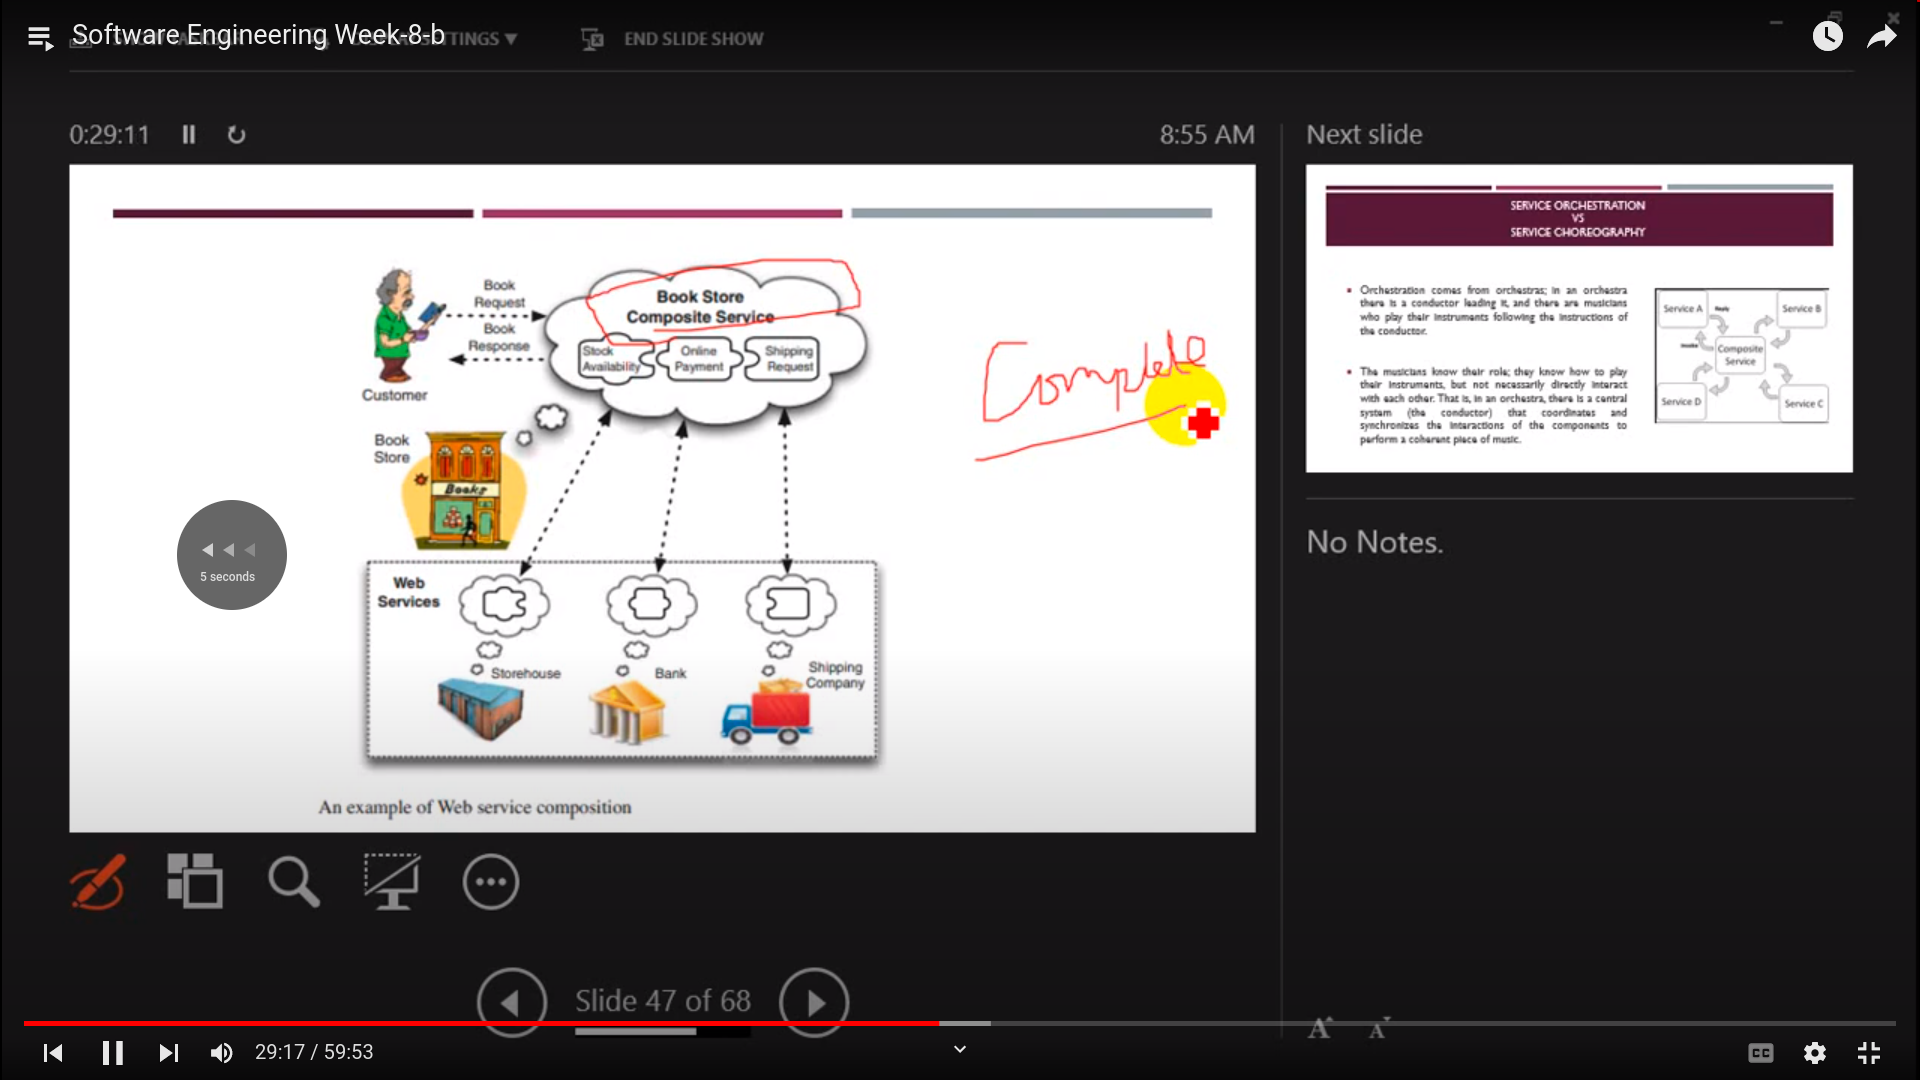 Software Engineering Week-8-b
END SLIDE SHOW
0:29:11
8:55 AM
Next slide
Book
Request
Book
Response
Customer
Book Store
Composite Service
Stock
Availability
Online
Payment
Shipping
Request
Complete
Book
Store
Books
Web
Services
Storehouse
Bank
Shipping
Company
An example of Web service composition
5 seconds
SERVICE ORCHESTRATION
VS
SERVICE CHOREOGRAPHY
Orchestration comes from orchestras; in an orchestra
there is a conductor leading it, and there are musicians
who play their instruments following the instructions of
the conductor.
The musicians know their role; they know how to play
their instruments, but not necessarily directly interact
with each other. That is, in an orchestra, there is a central
system (the conductor) that coordinates and
synchronizes the interactions of the components to
perform a coherent piece of music.
Service A
Reply
Service B
Invoke
Composite
Service
Service D
Service C
No Notes.
Slide 47 of 68
A A
29:17 / 59:53
CC